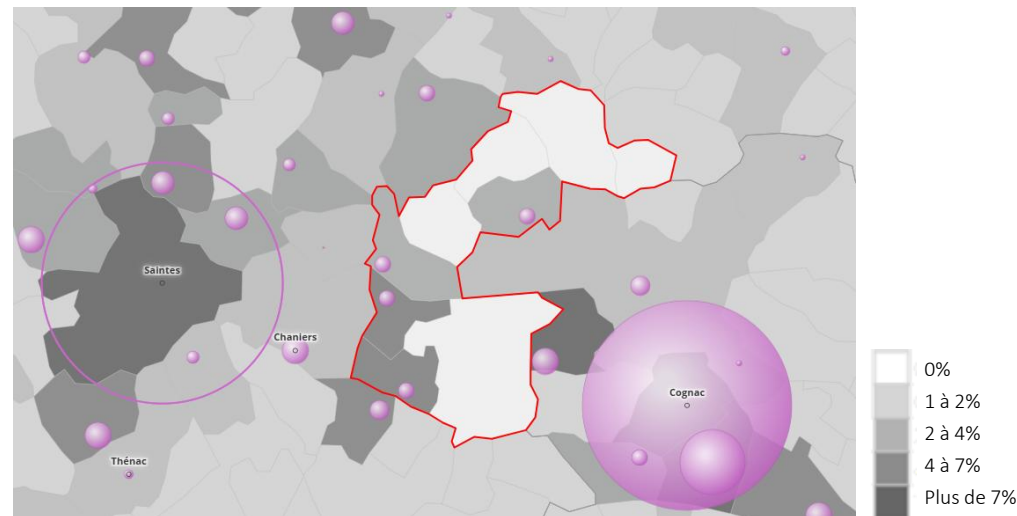 Saintes
Chaniers
Cognac
Thénac
0%
1 à 2%
2 à 4%
4 à 7%
Plus de 7%